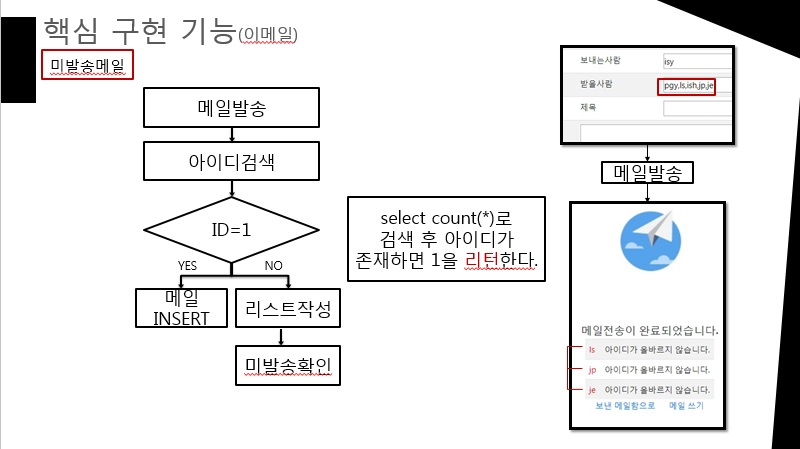 핵심 구현 기능(이메일)
미발송메일
메일발송
아이디검색
ID=1
YES
NO
메일
INSERT
리스트작성
미발송확인
select count(*)로
검색 후 아이디가
존재하면 1을 리턴한다.
보내는사람
isy
받을사람
pgy,ls,ish,jp,je
제목
메일발송
메일전송이 완료되었습니다.
ls 아이디가 올바르지 않습니다.
jp 아이디가 올바르지 않습니다.
je 아이디가 올바르지 않습니다.
보낸 메일함으로 메일 쓰기